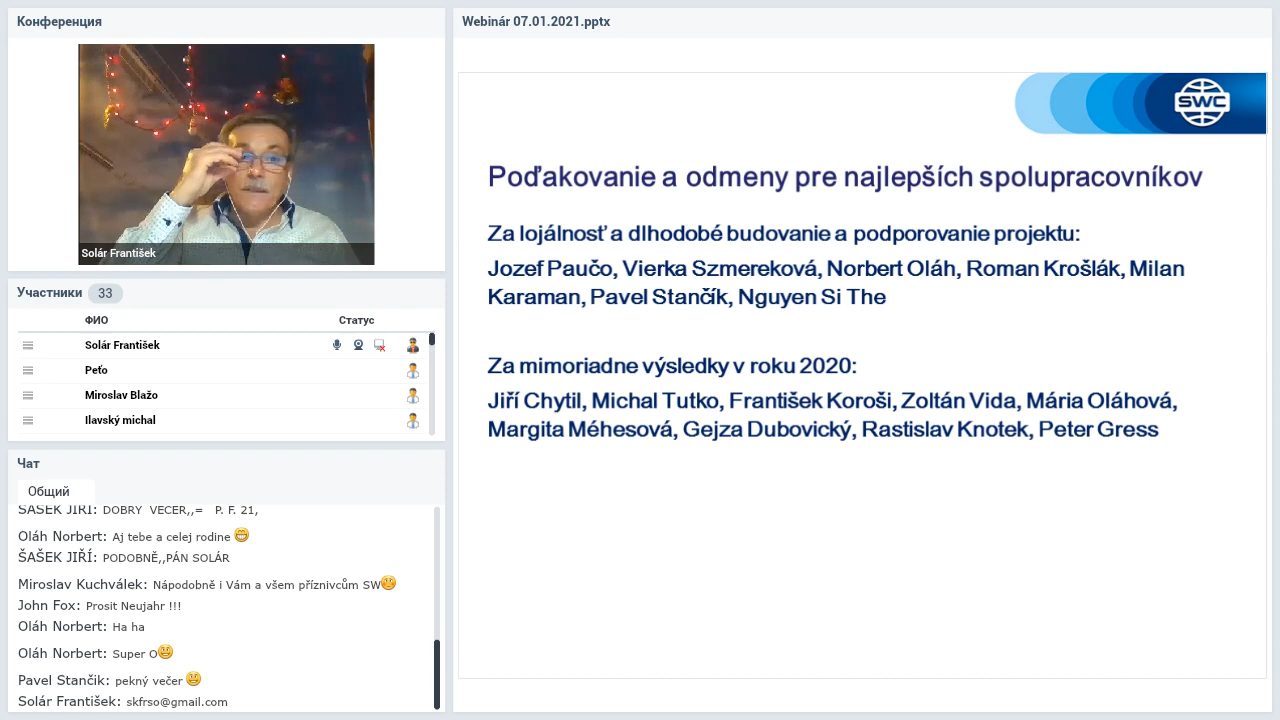 Конференция
Solár František
Участники 33
ФИО Статус
Solár František
Peťo
Miroslav Blažo
Ilavský michal
Чат
Общий
ŠAŠEK JIŘÍ: DOBRÝ VEČER,,= P. F. 21,
Oláh Norbert: Aj tebe a celej rodine
ŠAŠEK JIŘÍ: PODOBNĚ,,PÁN SOLÁR
Miroslav Kuchválek: Nápodobně i Vám a všem příznivcům SW
John Fox: Prosit Neujahr !!!
Oláh Norbert: Ha ha
Oláh Norbert: Super O
Pavel Stančik: pekný večer
Solár František: skfrso@gmail.com
Webinár 07.01.2021.pptx
SWC
Poďakovanie a odmeny pre najlepších spolupracovníkov
Za lojálnosť a dlhodobé budovanie a podporovanie projektu:
Jozef Paučo, Vierka Szmereková, Norbert Oláh, Roman Krošlák, Milan
Karaman, Pavel Stančík, Nguyen Si The
Za mimoriadne výsledky v roku 2020:
Jiří Chytil, Michal Tutko, František Koroši, Zoltán Vida, Mária Oláhová,
Margita Méhesová, Gejza Dubovický, Rastislav Knotek, Peter Gress